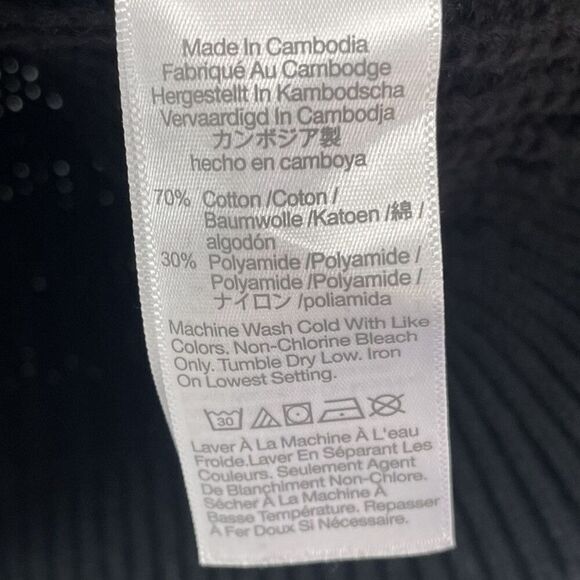 Made In Cambodia
Fabriqué Au Cambodge
Hergestellt In Kambodscha
Vervaardigd In Cambodja
カンボジア製
hecho en camboya
70% Cotton /Coton /
Baumwolle /Katoen /綿 /
algodón
30% Polyamide /Polyamide /
Polyamide /Polyamide /
ナイロン /poliamida
Machine Wash Cold With Like
Colors. Non-Chlorine Bleach
Only. Tumble Dry Low. Iron
On Lowest Setting.
30
Laver À La Machine À L'eau
Froide.Laver En Séparant Les
Couleurs. Seulement Agent
De Blanchiment Non-Chlore.
Sécher À La Machine À
Basse Température. Repasser
À Fer Doux Si Nécessaire.